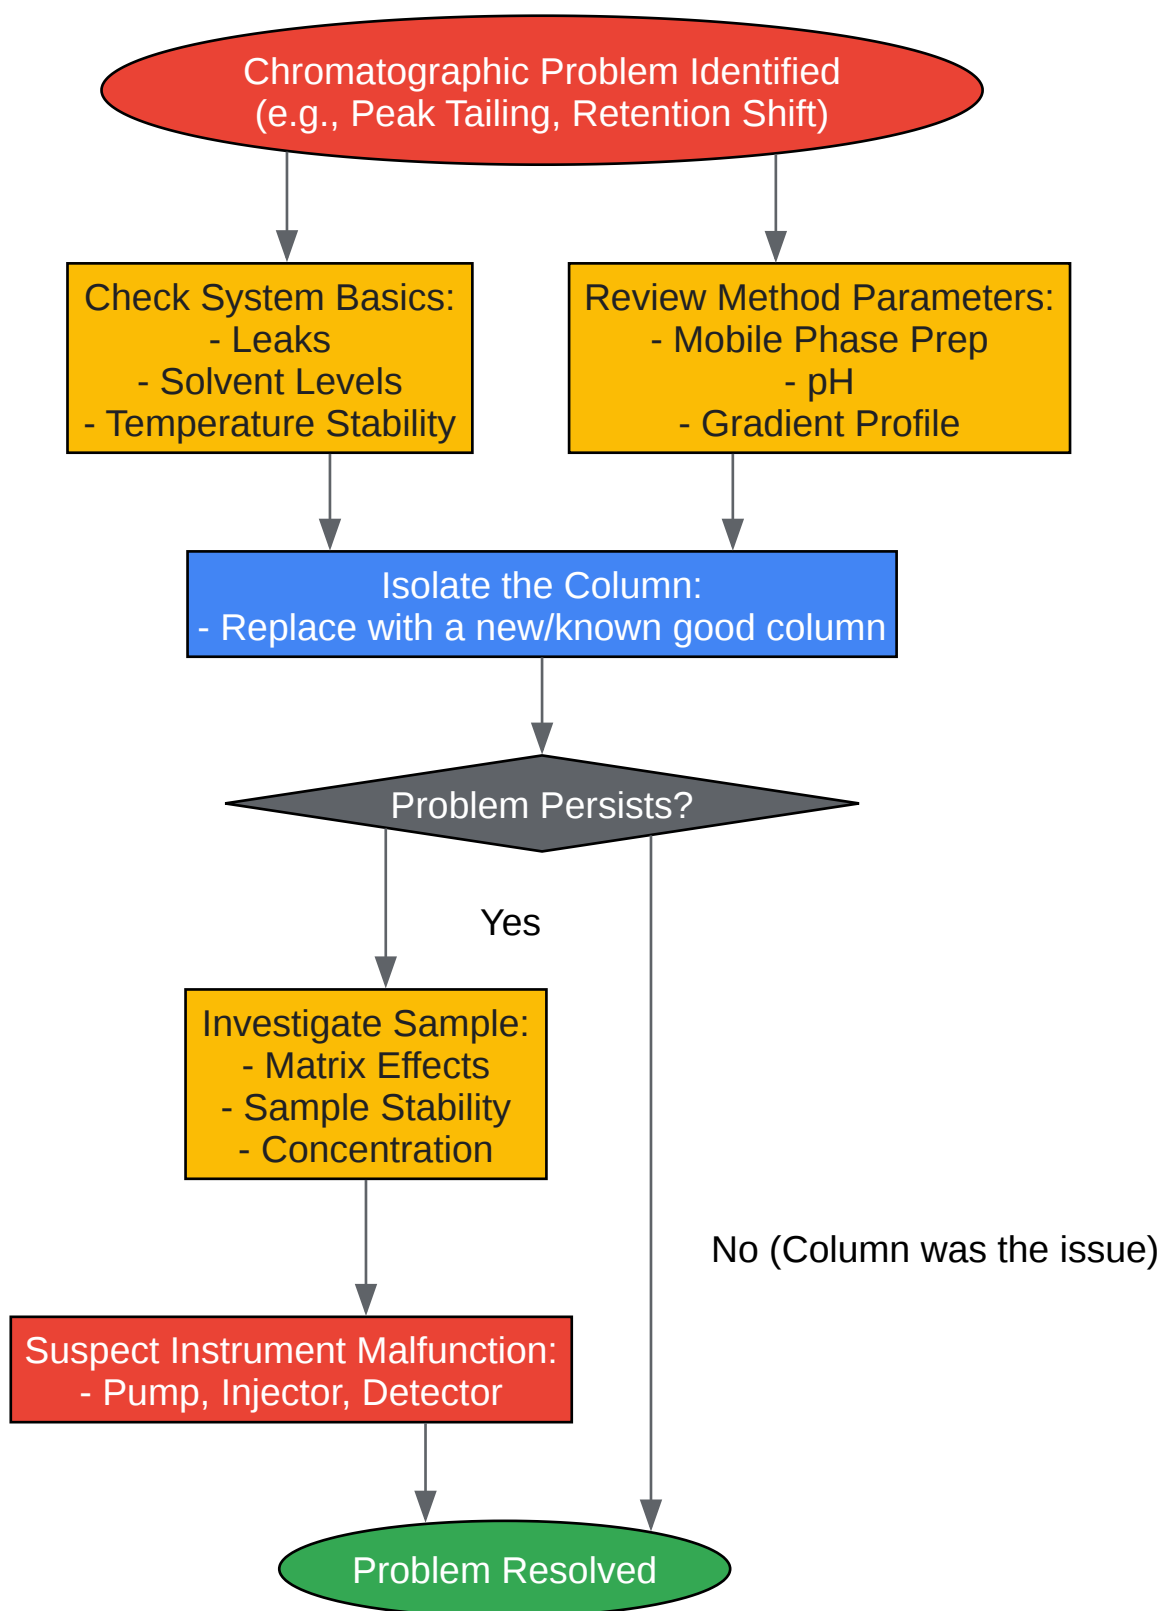 Chromatographic Problem Identified
(e.g., Peak Tailing, Retention Shift)
Check System Basics:
- Leaks
- Solvent Levels
- Temperature Stability
Review Method Parameters:
- Mobile Phase Prep
- pH
- Gradient Profile
Isolate the Column:
- Replace with a new/known good column
Problem Persists?
Yes
Investigate Sample:
- Matrix Effects
- Sample Stability
- Concentration
No (Column was the issue)
Suspect Instrument Malfunction:
- Pump, Injector, Detector
Problem Resolved